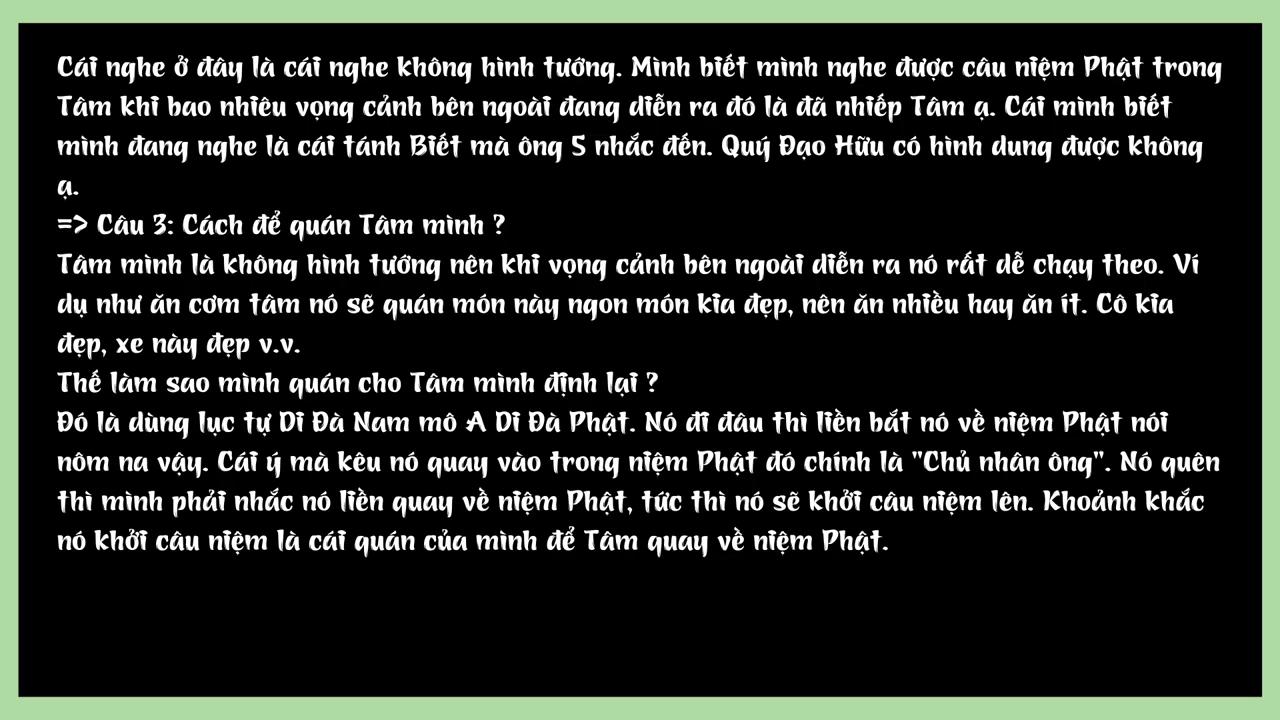 Cái nghe ở đây là cái nghe không hình tướng. Mình biết mình nghe được câu niệm Phật trong
Tâm khi bao nhiêu vọng cảnh bên ngoài đang diễn ra đó là đã nhiếp Tâm ạ. Cái mình biết
mình đang nghe là cái tánh Biết mà ông 5 nhắc đến. Quý Đạo Hữu có hình dung được không
ạ.
=> Câu 3: Cách để quán Tâm mình ?
Tâm mình là không hình tướng nên khi vọng cảnh bên ngoài diễn ra nó rất dễ chạy theo. Ví
dụ như ăn cơm tâm nó sẽ quán món này ngon món kia đẹp, nên ăn nhiều hay ăn ít. Cô kia
đẹp, xe này đẹp v.v.
Thế làm sao mình quán cho Tâm mình định lại ?
Đó là dùng lục tự Di Đà Nam mô A Di Đà Phật. Nó đi đâu thì liền bắt nó về niệm Phật nói
nôm na vậy. Cái ý mà kêu nó quay vào trong niệm Phật đó chính là "Chủ nhân ông". Nó quên
thì mình phải nhắc nó liền quay về niệm Phật, tức thì nó sẽ khởi câu niệm lên. Khoảnh khắc
nó khởi câu niệm là cái quán của mình để Tâm quay về niệm Phật.